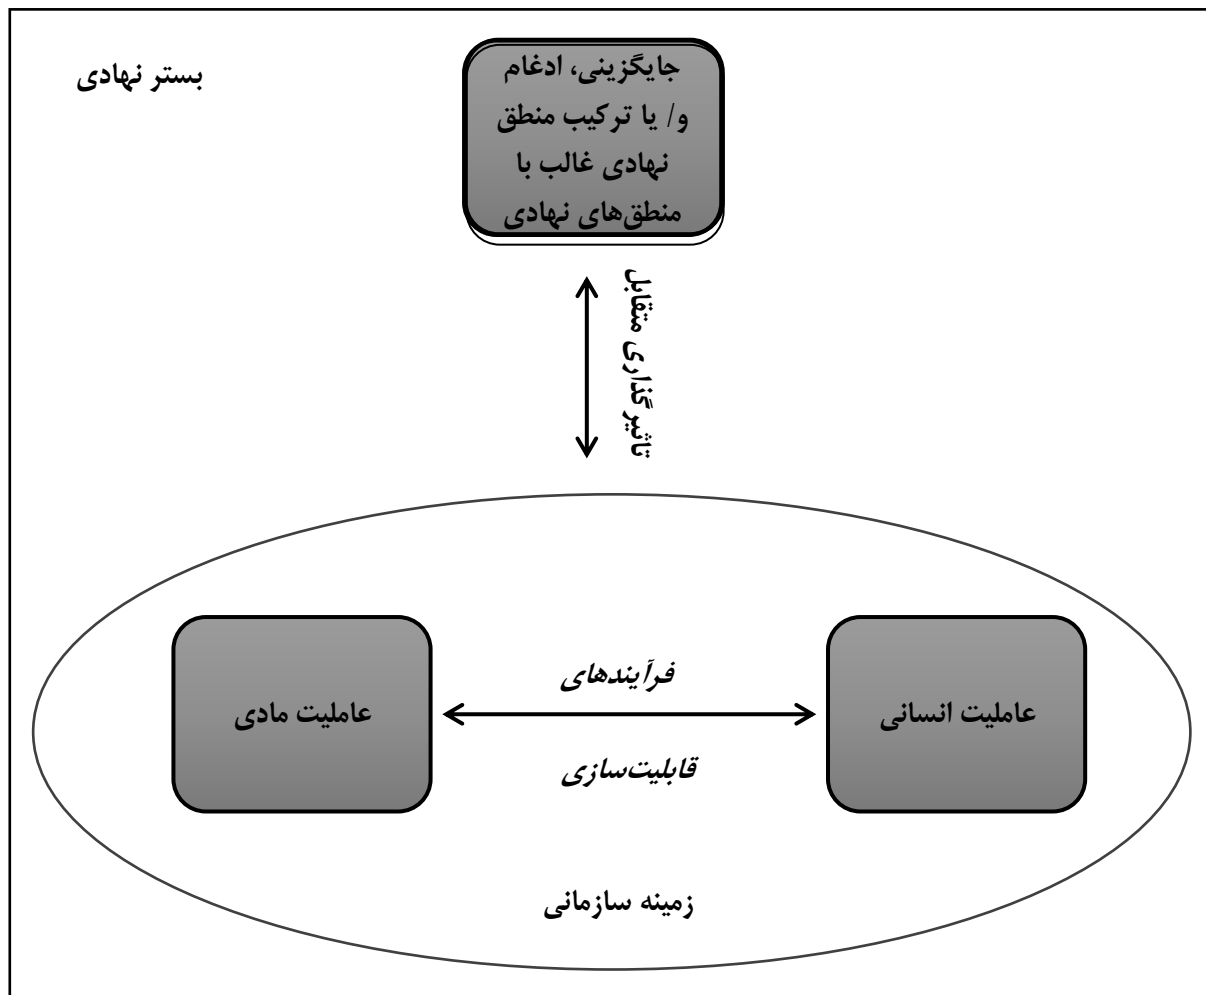 بستر نهادی
جایگزینی، ادغام
و/ یا ترکیب منطق
نهادی غالب با
منطق‌های نهادی
تاثیرگذاری متقابل
فرآیندهای
عاملیت مادی
عاملیت انسانی
قابلیت‌سازی
زمینه سازمانی